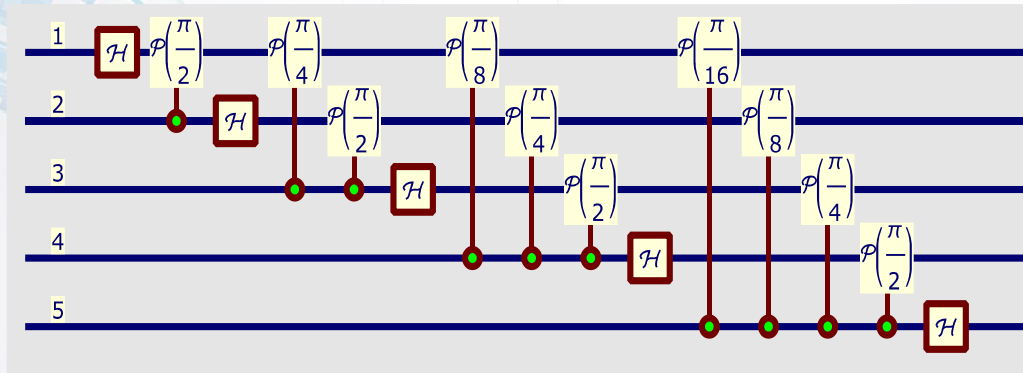 1 ℋ 𝒫(π/2) 𝒫(π/4) 𝒫(π/8) 𝒫(π/16)
2 ℋ 𝒫(π/2) 𝒫(π/4) 𝒫(π/8)
3 ℋ 𝒫(π/2) 𝒫(π/4)
4 ℋ 𝒫(π/2)
5 ℋ